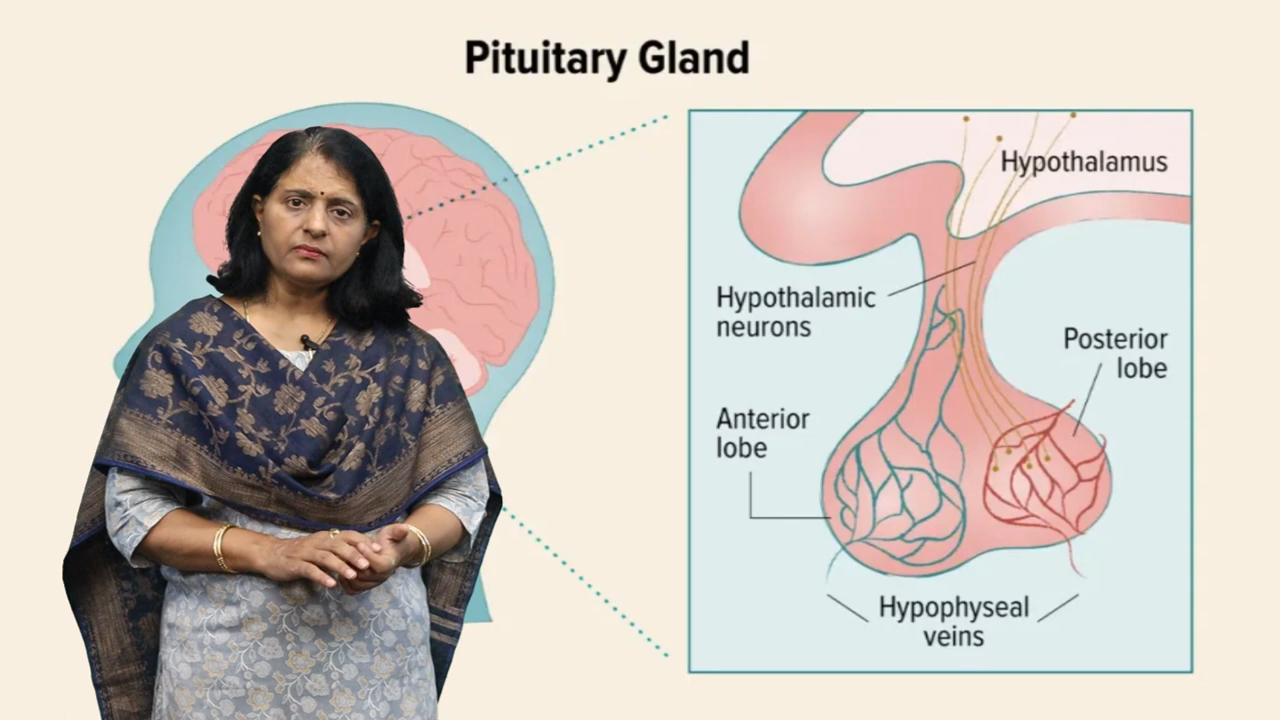 Pituitary Gland
Hypothalamus
Hypothalamic
neurons
Posterior
lobe
Anterior
lobe
Hypophyseal
veins